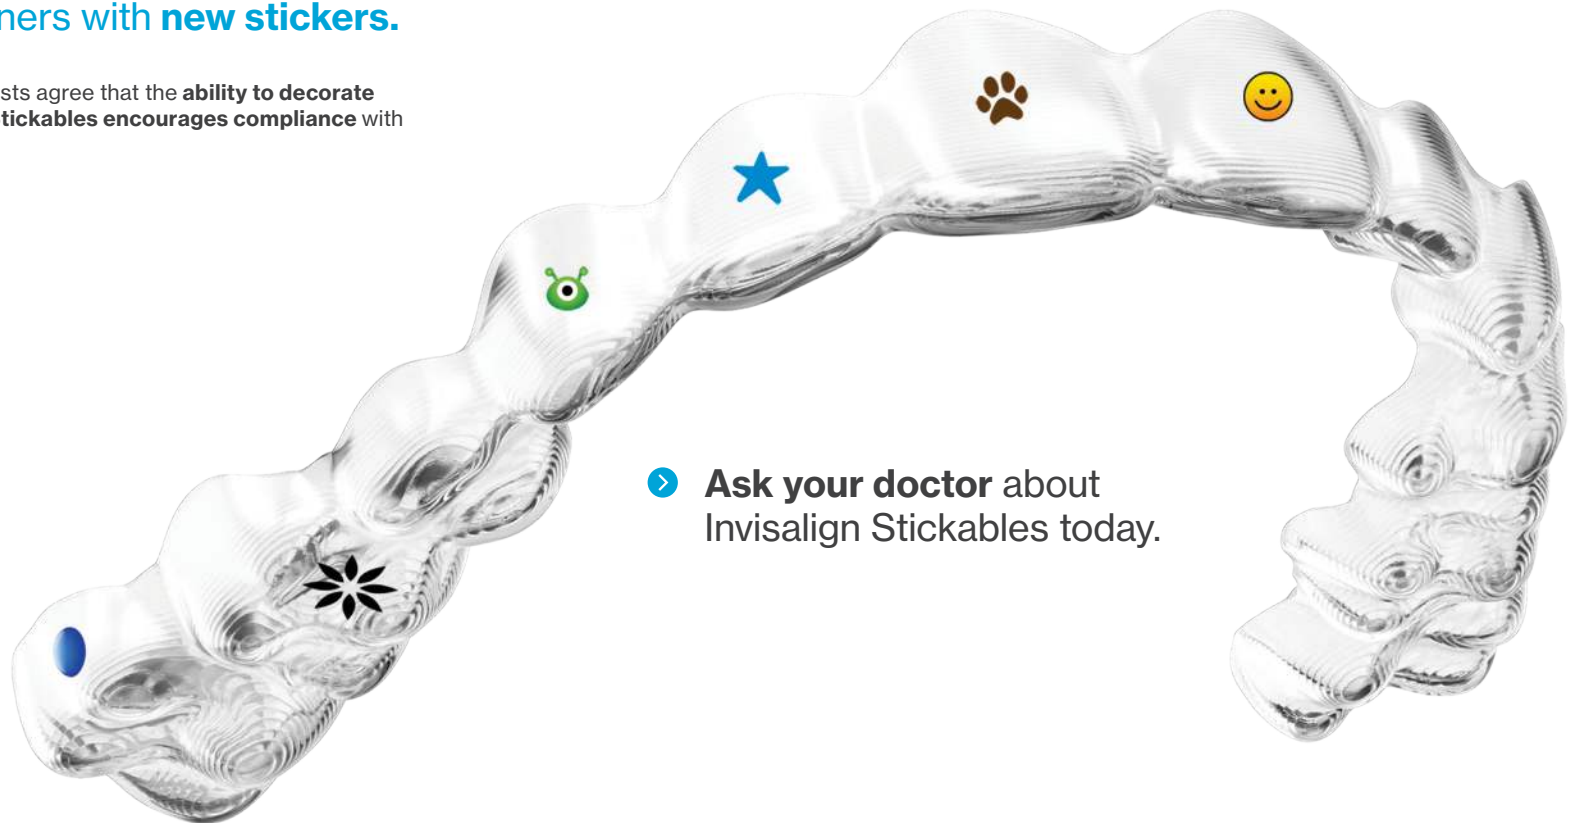 ners with new stickers.
sts agree that the ability to decorate
tickables encourages compliance with
Ask your doctor about
Invisalign Stickables today.